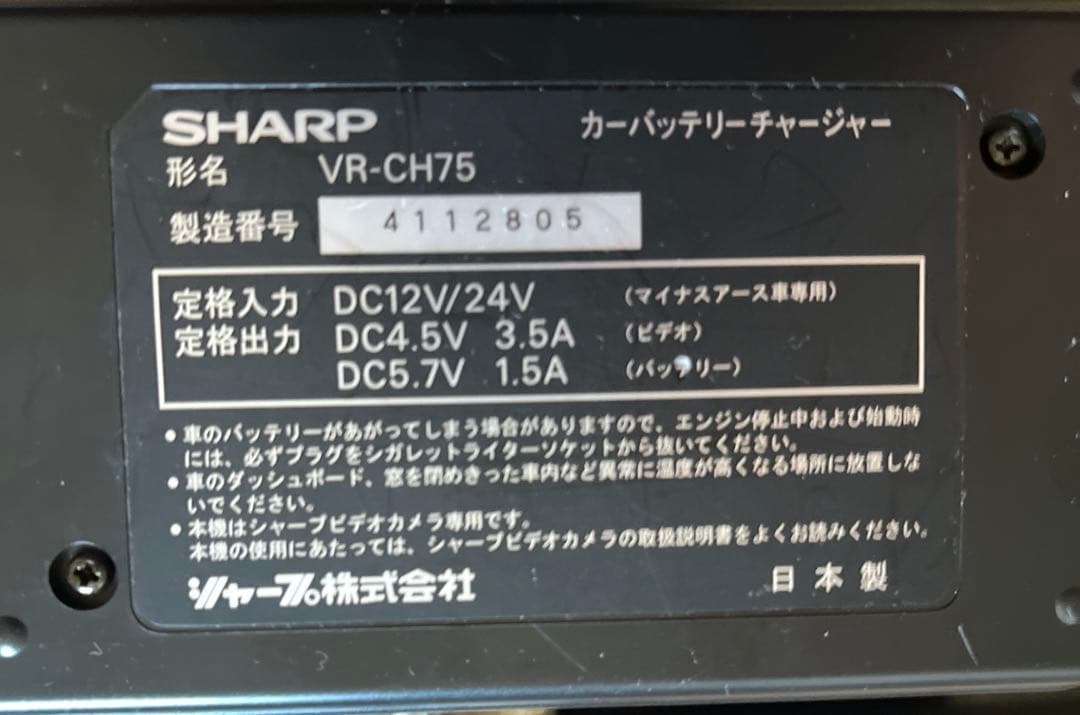 SHARP カーバッテリーチャージャー
形名 VR-CH75
製造番号 4112805
定格入力 DC12V/24V (マイナスアース車専用)
定格出力 DC4.5V 3.5A (ビデオ)
DC5.7V 1.5A (バッテリー)
● 車のバッテリーがあがってしまう場合がありますので、エンジン停止中および始動時
には、必ずプラグをシガレットライターソケットから抜いてください。
● 車のダッシュボード、窓を閉めきった車内など異常に温度が高くなる場所に放置しな
いでください。
● 本機はシャープビデオカメラ専用です。
本機の使用にあたっては、シャープビデオカメラの取扱説明書をよくお読みください。
シャープ株式会社 日本製